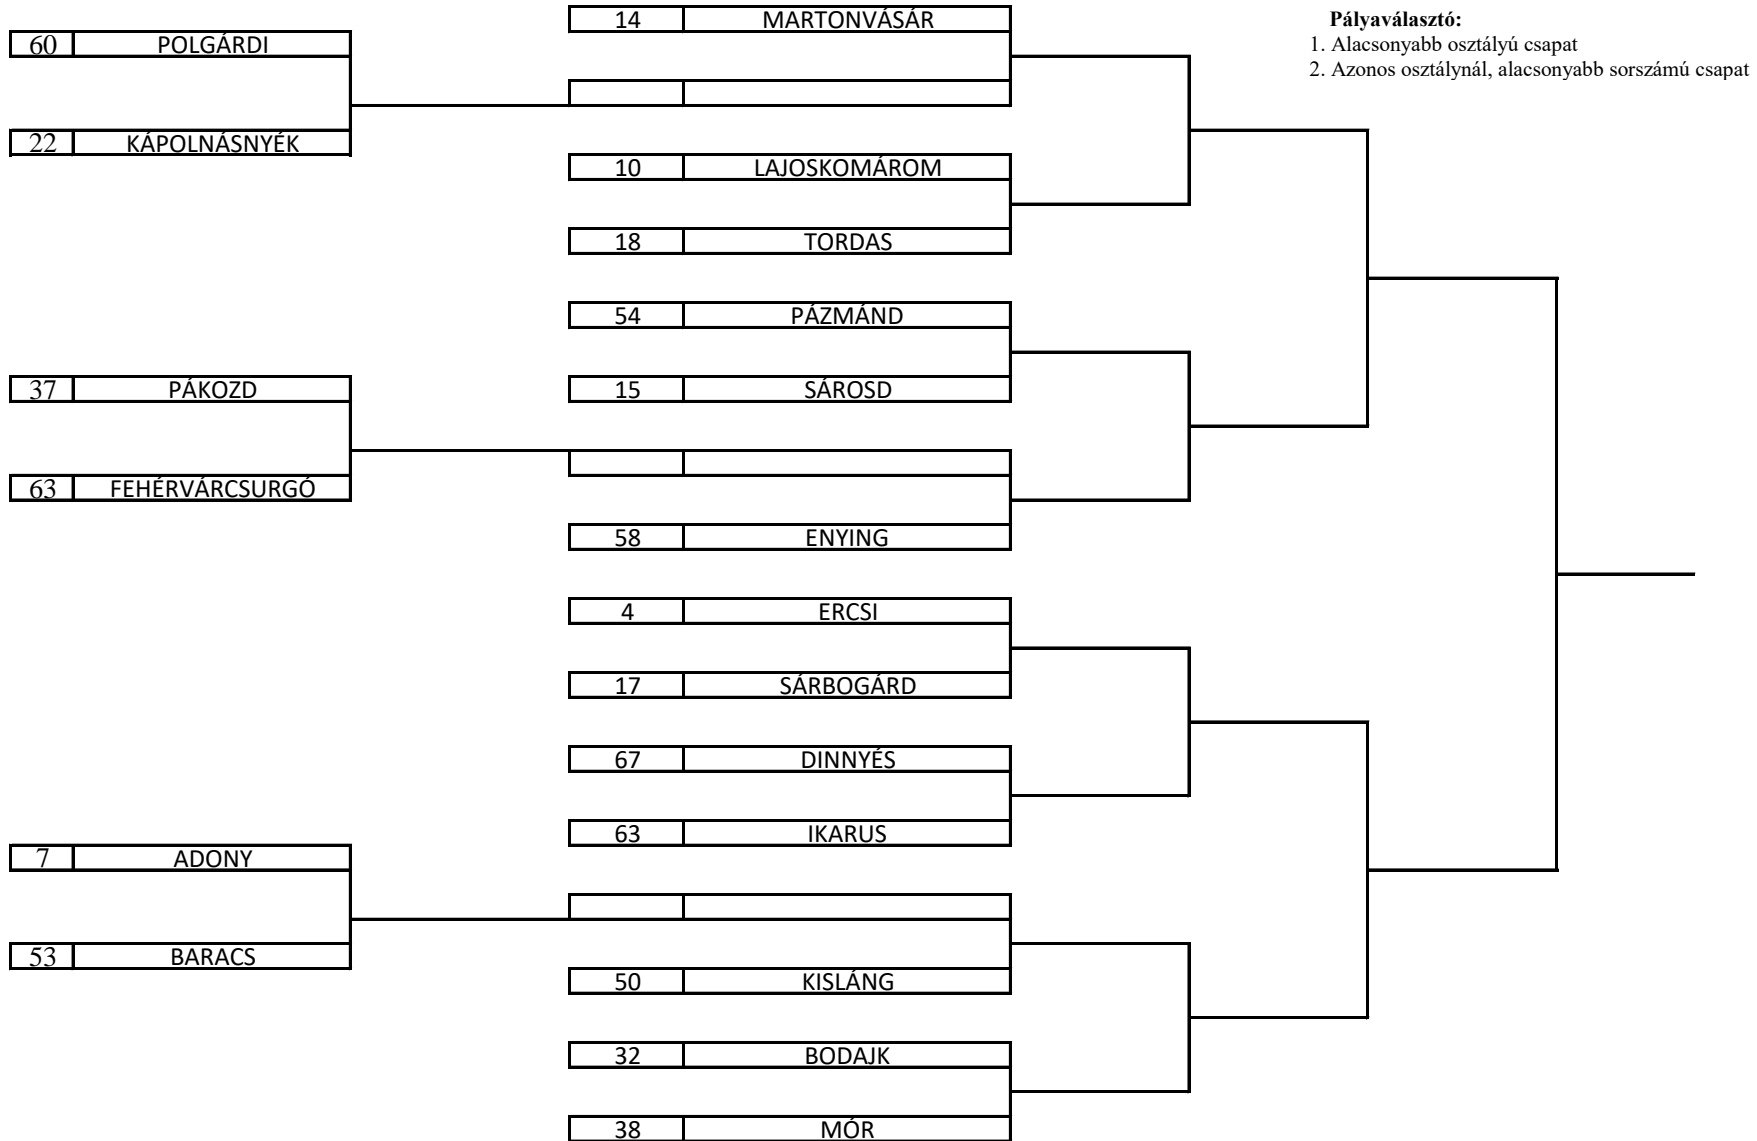 14 MARTONVÁSÁR
Pályaválasztó:
60 POLGÁRDI
1. Alacsonyabb osztályú csapat
2. Azonos osztálynál, alacsonyabb sorszámú csapat
22 KÁPOLNÁSNYÉK
10 LAJOSKOMÁROM
18 TORDAS
54 PÁZMÁND
37 PÁKOZD
15 SÁROSD
63 FEHÉRVÁRCSURGÓ
58 ENYING
4 ERCSI
17 SÁRBOGÁRD
67 DINNYÉS
63 IKARUS
7 ADONY
53 BARACS
50 KISLÁNG
32 BODAJK
38 MÓR